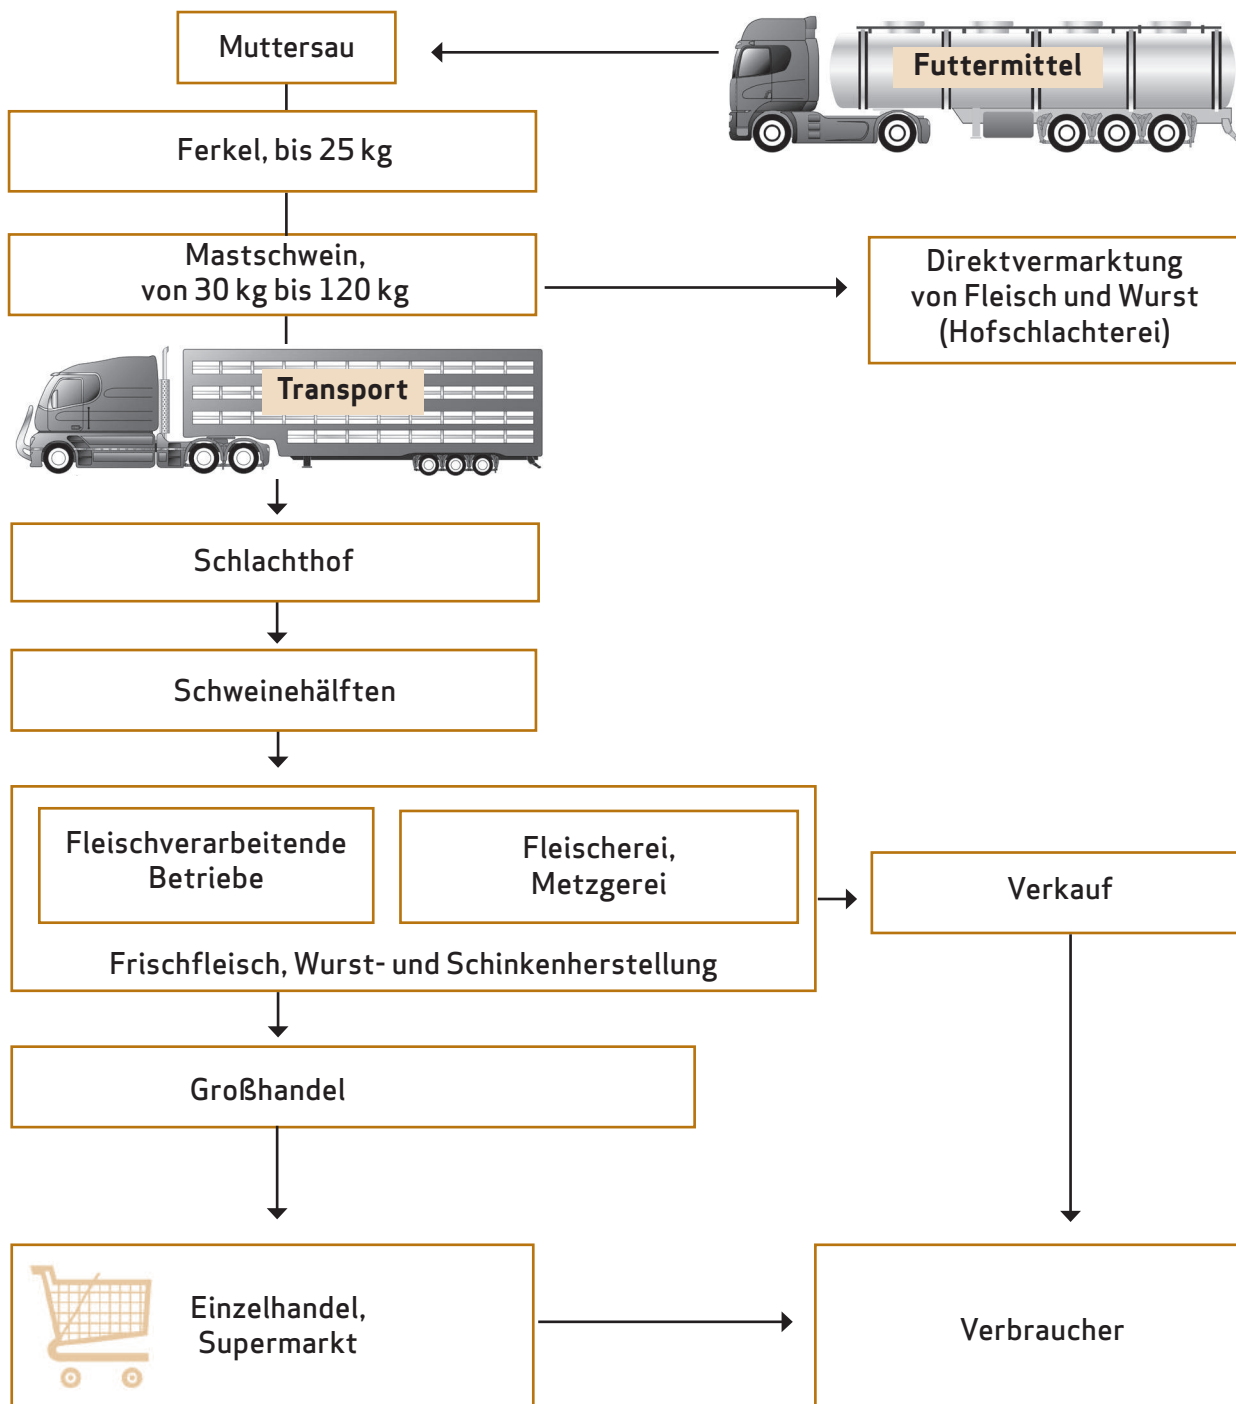 Muttersau
Futtermittel
Ferkel, bis 25 kg
Mastschwein,
von 30 kg bis 120 kg
Direktvermarktung
von Fleisch und Wurst
(Hofschlachterei)
Transport
Schlachthof
Schweinehälften
Fleischverarbeitende
Betriebe
Fleischerei,
Metzgerei
Verkauf
Frischfleisch, Wurst- und Schinkenherstellung
Großhandel
Einzelhandel,
Supermarkt
Verbraucher